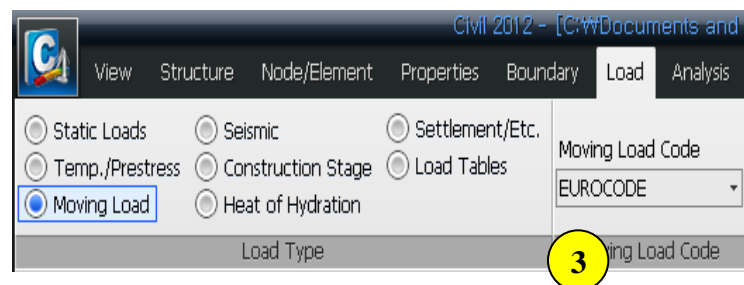 Civil 2012 - [C:\Documents and
View Structure Node/Element Properties Boundary Load Analysis
Static Loads Seismic Settlement/Etc.
Temp./Prestress Construction Stage Load Tables
Moving Load Heat of Hydration
Moving Load Code
EUROCODE
Load Type
3
ving Load Code